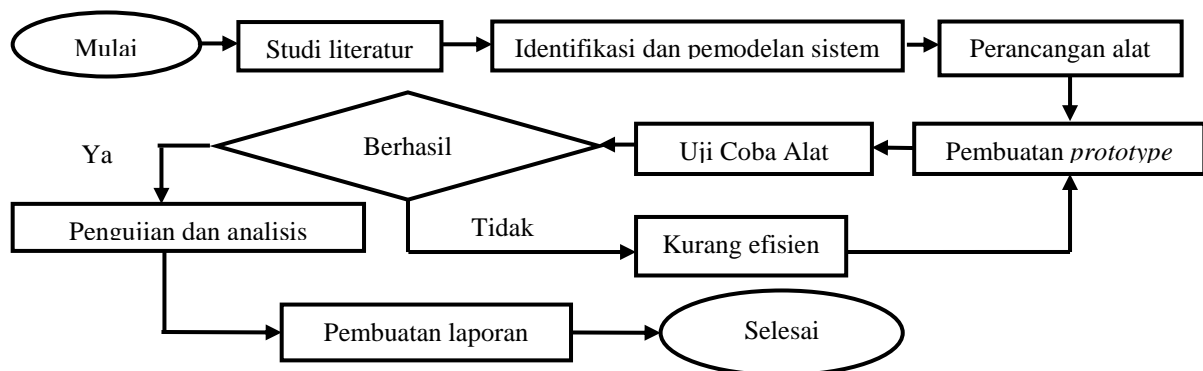 Mulai
Studi literatur
Identifikasi dan pemodelan sistem
Perancangan alat
Pembuatan prototype
Uji Coba Alat
Berhasil
Ya
Tidak
Pengujian dan analisis
Kurang efisien
Pembuatan laporan
Selesai